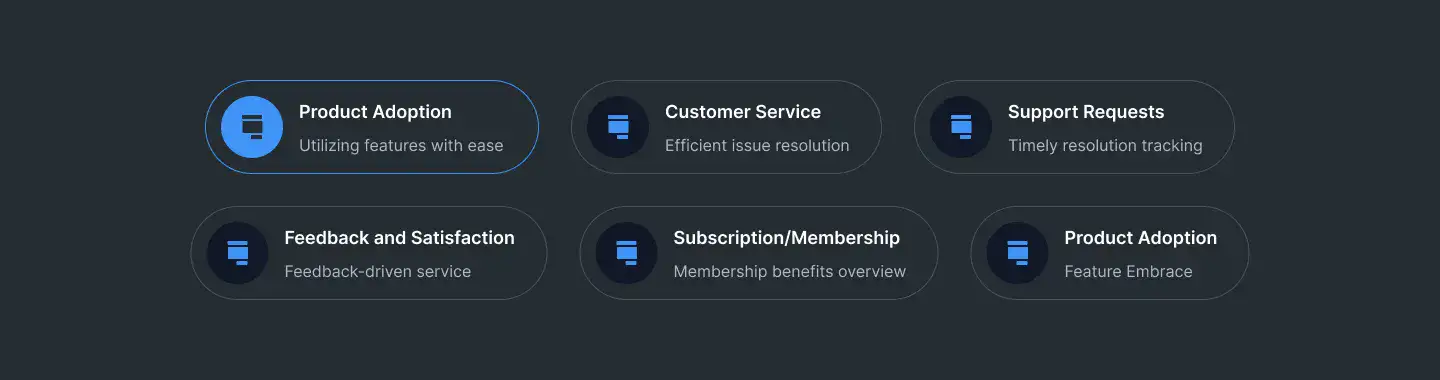 Product Adoption
Utilizing features with ease
Customer Service
Efficient issue resolution
Support Requests
Timely resolution tracking
Feedback and Satisfaction
Feedback-driven service
Subscription/Membership
Membership benefits overview
Product Adoption
Feature Embrace